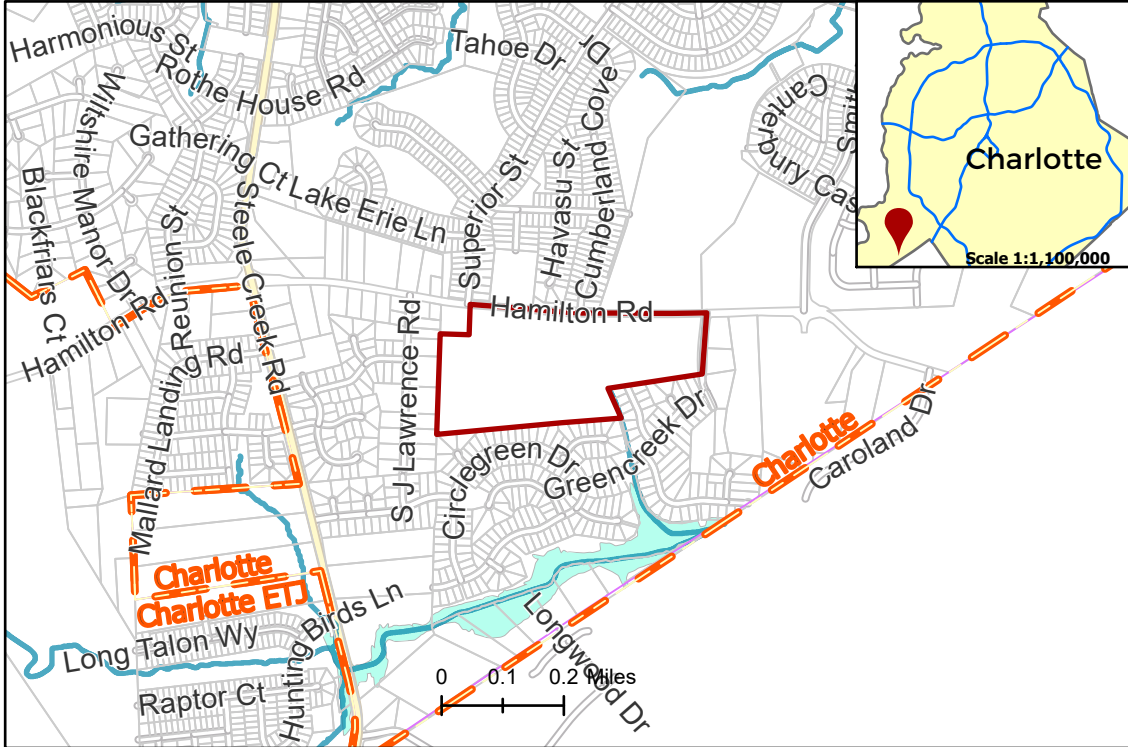 Harmonious St
Rothe House Rd
Tahoe Dr
Dr
Canterbury Cas
Smith
Charlotte
Scale 1:1,100,000
Wiltshire Manor Dr
Gathering Ct
Blackfriars Ct
Steele Creek Rd
Lake Erie Ln
Superior St
Havasu St
Cumberland Cove
Reunion St
Hamilton Rd
Hamilton Rd
S J Lawrence Rd
Mallard Landing Rd
Circlegreen Dr
Greencreek Dr
Charlotte
Caroland Dr
Charlotte
Charlotte ETJ
Hunting Birds Ln
Long Talon Wy
Longwood Dr
Raptor Ct
0 0.1 0.2 Miles